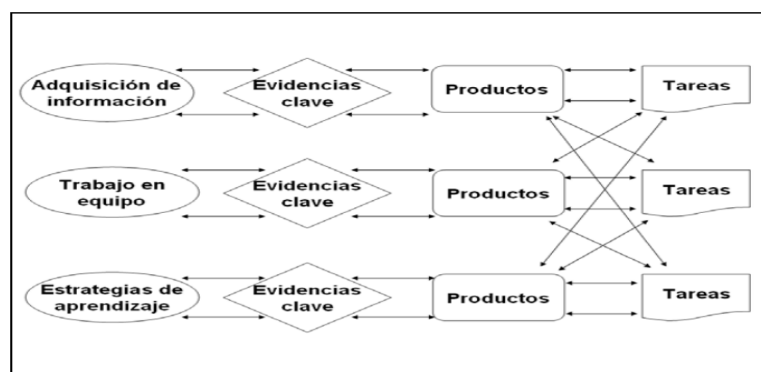 Adquisición de
información
Evidencias
clave
Productos
Tareas
Trabajo en
equipo
Evidencias
clave
Productos
Tareas
Estrategias de
aprendizaje
Evidencias
clave
Productos
Tareas